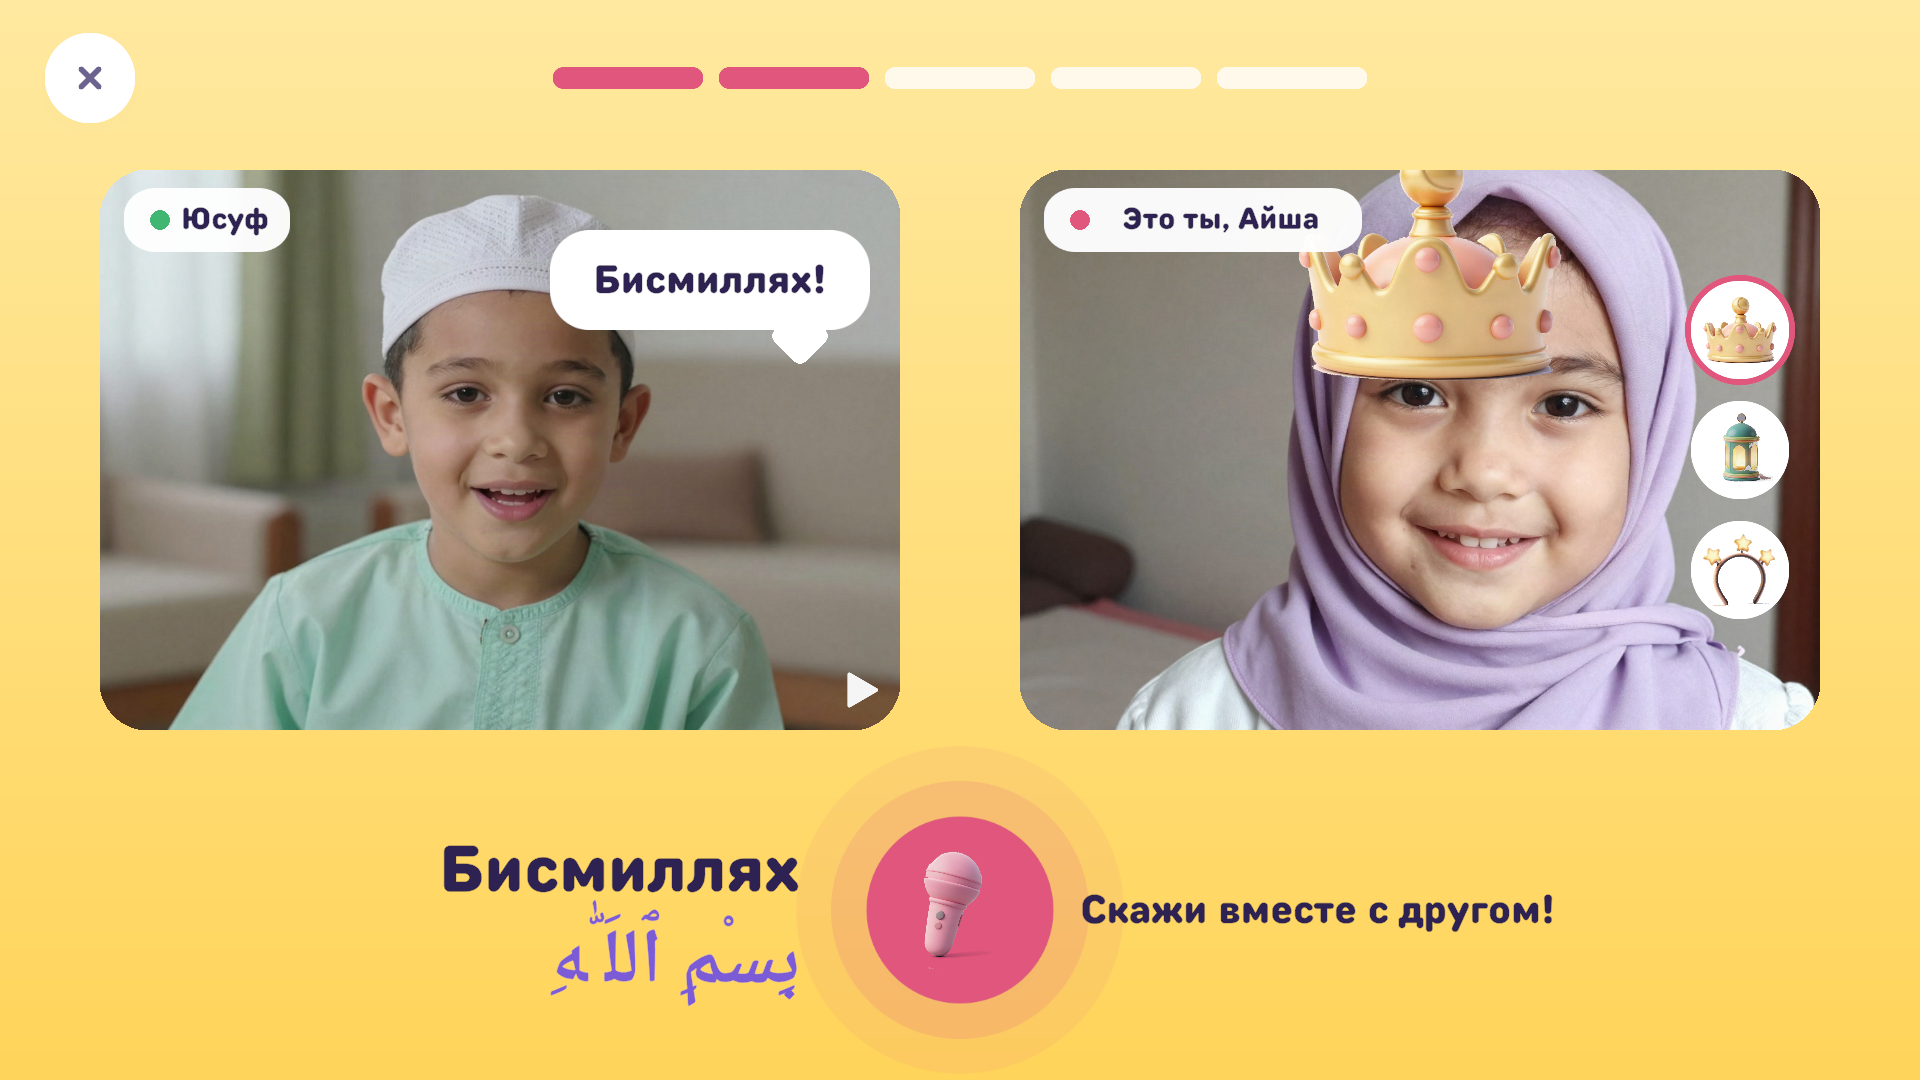 Юсуф
Бисмиллях!
Это ты, Айша
Бисмиллях
بِسْمِ ٱللَّهِ
Скажи вместе с другом!